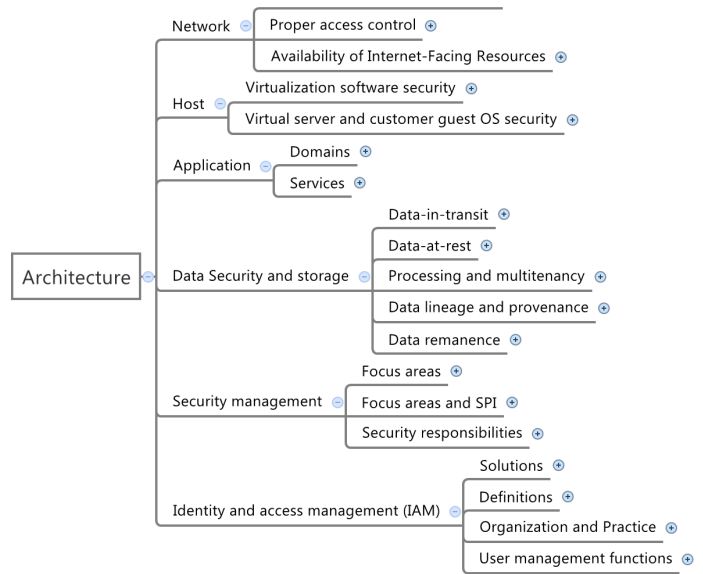 Network
Proper access control
Availability of Internet-Facing Resources
Host
Virtualization software security
Virtual server and customer guest OS security
Application
Domains
Services
Architecture
Data Security and storage
Data-in-transit
Data-at-rest
Processing and multitenancy
Data lineage and provenance
Data remanence
Security management
Focus areas
Focus areas and SPI
Security responsibilities
Identity and access management (IAM)
Solutions
Definitions
Organization and Practice
User management functions